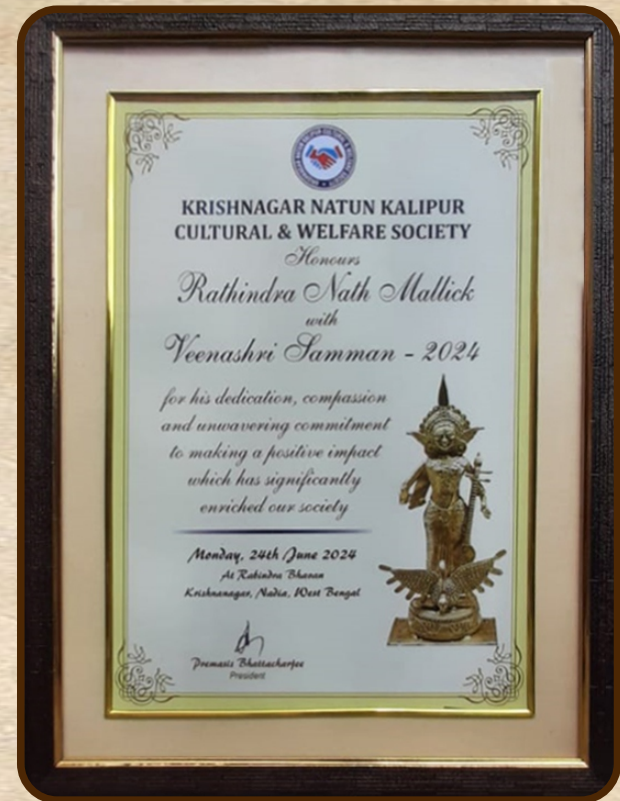 KRISHNAGAR NATUN KALIPUR
CULTURAL & WELFARE SOCIETY
Honours
Rathindra Nath Mallick
with
Veenashri Samman - 2024
for his dedication, compassion
and unwavering commitment
to making a positive impact
which has significantly
enriched our society
Monday, 24th June 2024
At Rabindra Bhavan
Krishnanagar, Nadia, West Bengal
Premasis Bhattacharjee
President